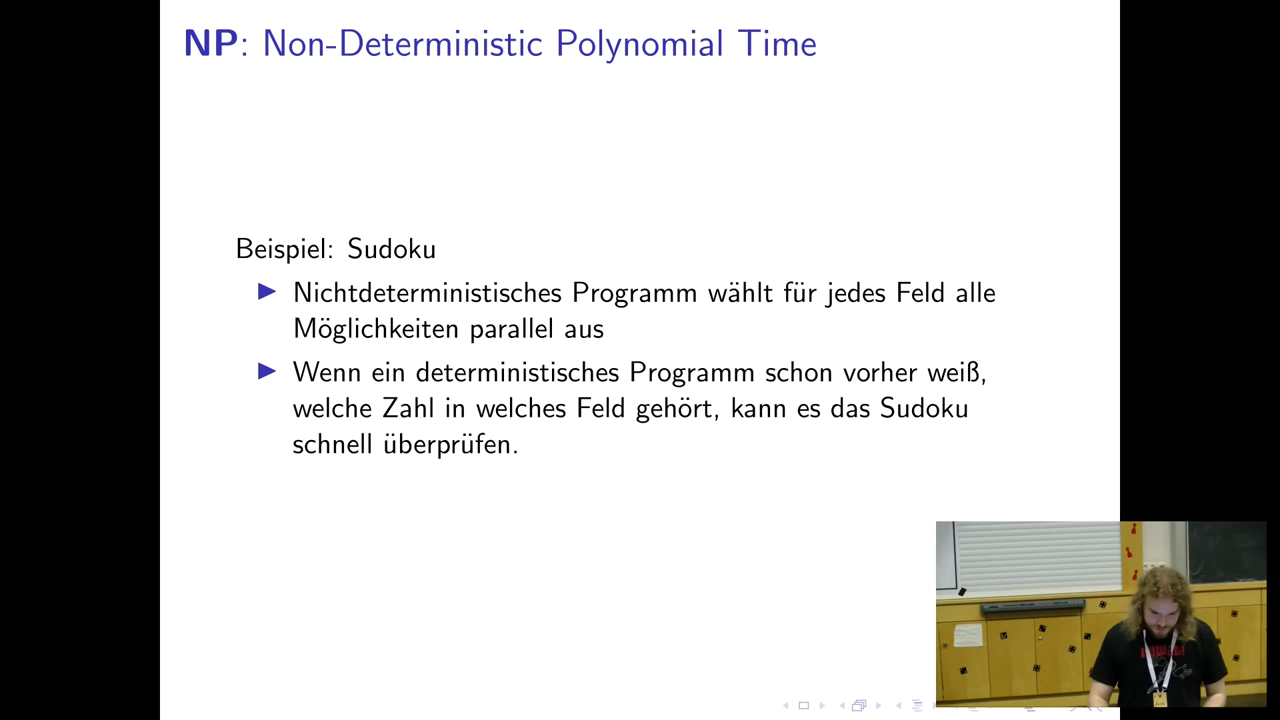 NP: Non-Deterministic Polynomial Time
Beispiel: Sudoku
Nichtdeterministisches Programm wählt für jedes Feld alle
Möglichkeiten parallel aus
Wenn ein deterministisches Programm schon vorher weiß,
welche Zahl in welches Feld gehört, kann es das Sudoku
schnell überprüfen.